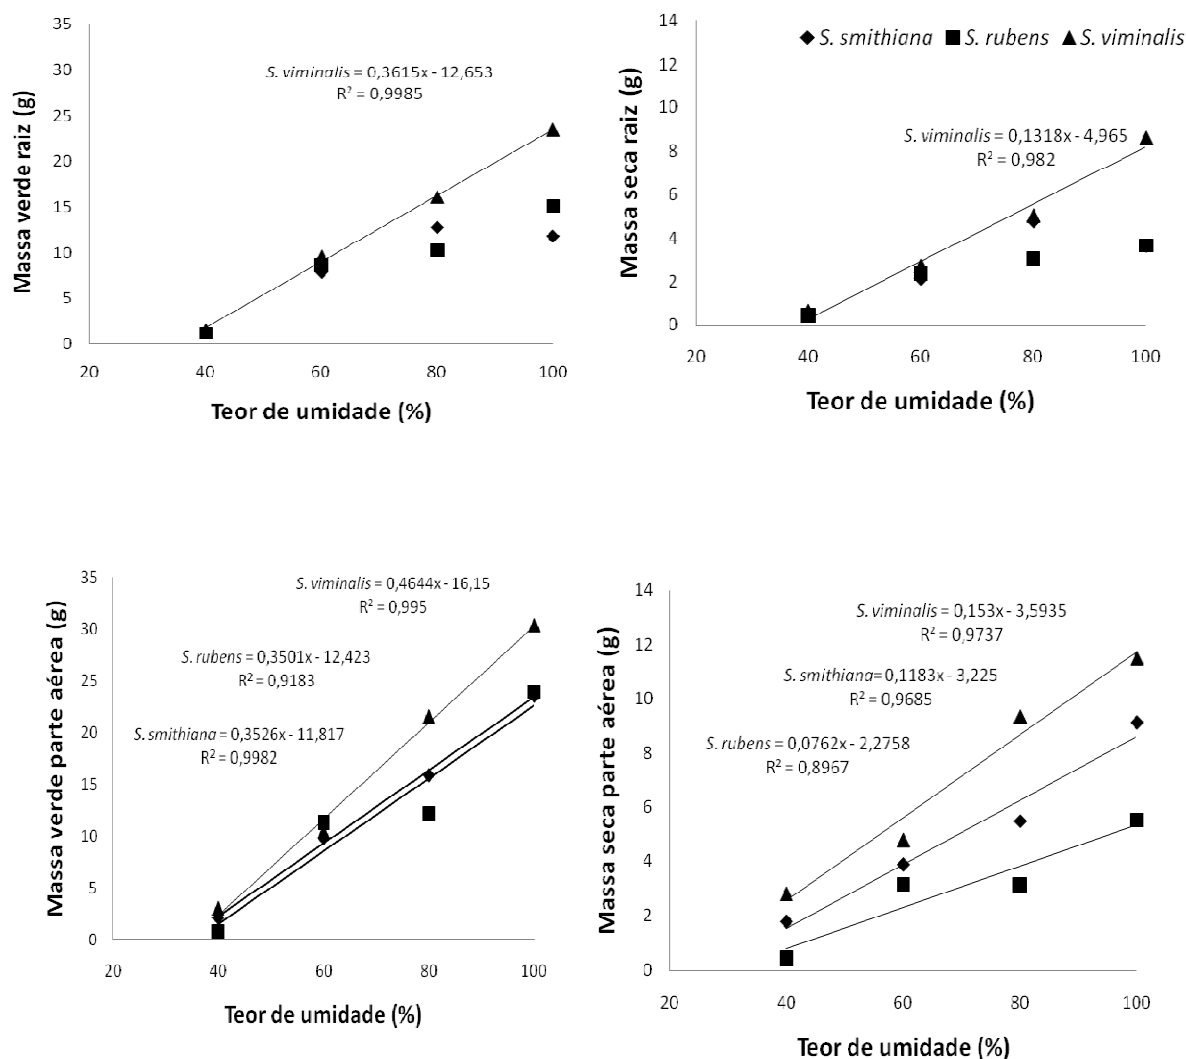 35
30
25
20
15
10
5
0
Massa verde raiz (g)
S. viminalis = 0,3615x - 12,653
R² = 0,9985
20 40 60 80 100
Teor de umidade (%)
S. smithiana S. rubens S. viminalis
14
12
10
8
6
4
2
0
Massa seca raiz (g)
S. viminalis = 0,1318x - 4,965
R² = 0,982
20 40 60 80 100
Teor de umidade (%)
35
30
25
20
15
10
5
0
Massa verde parte aérea (g)
S. viminalis = 0,4644x - 16,15
R² = 0,995
S. rubens = 0,3501x - 12,423
R² = 0,9183
S. smithiana = 0,3526x - 11,817
R² = 0,9982
20 40 60 80 100
Teor de umidade (%)
14
12
10
8
6
4
2
0
Massa seca parte aérea (g)
S. viminalis = 0,153x - 3,5935
R² = 0,9737
S. smithiana= 0,1183x - 3,225
R² = 0,9685
S. rubens = 0,0762x - 2,2758
R² = 0,8967
20 40 60 80 100
Teor de umidade (%)